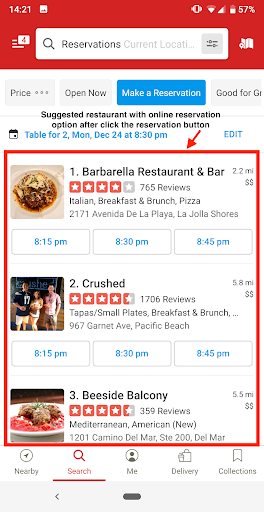 14:21
57%
4
Reservations Current Locati...
Price •••
Open Now
Make a Reservation
Good for Gr
Suggested restaurant with online reservation
option after click the reservation button
Table for 2, Mon, Dec 24 at 8:30 pm
EDIT
1. Barbarella Restaurant & Bar
2.2 mi
765 Reviews
$$
Italian, Breakfast & Brunch, Pizza
2171 Avenida De La Playa, La Jolla Shores
8:15 pm
8:30 pm
8:45 pm
2. Crushed
5.8 mi
1706 Reviews
$$
Tapas/Small Plates, Breakfast & Brunch, ...
967 Garnet Ave, Pacific Beach
8:15 pm
8:30 pm
8:45 pm
3. Beeside Balcony
5.5 mi
359 Reviews
$$
Mediterranean, American (New)
1201 Camino Del Mar, Ste 200, Del Mar
Nearby
Search
Me
Delivery
Collections